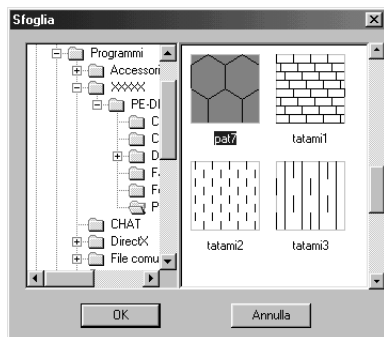 Sfoglia
Programmi
Accessori
XXXXX
PE-DI
C
C
D
F
F
P
CHAT
DirectX
File comu
pat7
tatami1
tatami2
tatami3
OK
Annulla